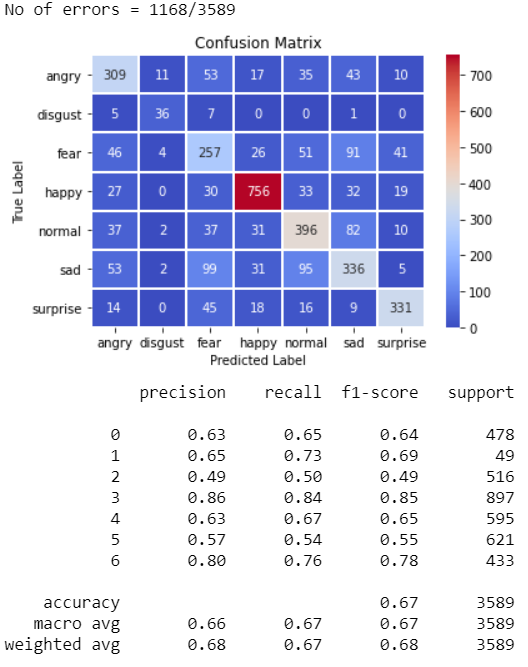 No of errors = 1168/3589
Confusion Matrix
angry 309 11 53 17 35 43 10
disgust 5 36 7 0 0 1 0
fear 46 4 257 26 51 91 41
happy 27 0 30 756 33 32 19
normal 37 2 37 31 396 82 10
sad 53 2 99 31 95 336 5
surprise 14 0 45 18 16 9 331
angry disgust fear happy normal sad surprise
Predicted Label
True Label
700
600
500
400
300
200
100
0
precision recall f1-score support
0 0.63 0.65 0.64 478
1 0.65 0.73 0.69 49
2 0.49 0.50 0.49 516
3 0.86 0.84 0.85 897
4 0.63 0.67 0.65 595
5 0.57 0.54 0.55 621
6 0.80 0.76 0.78 433
accuracy 0.67 3589
macro avg 0.66 0.67 0.67 3589
weighted avg 0.68 0.67 0.68 3589